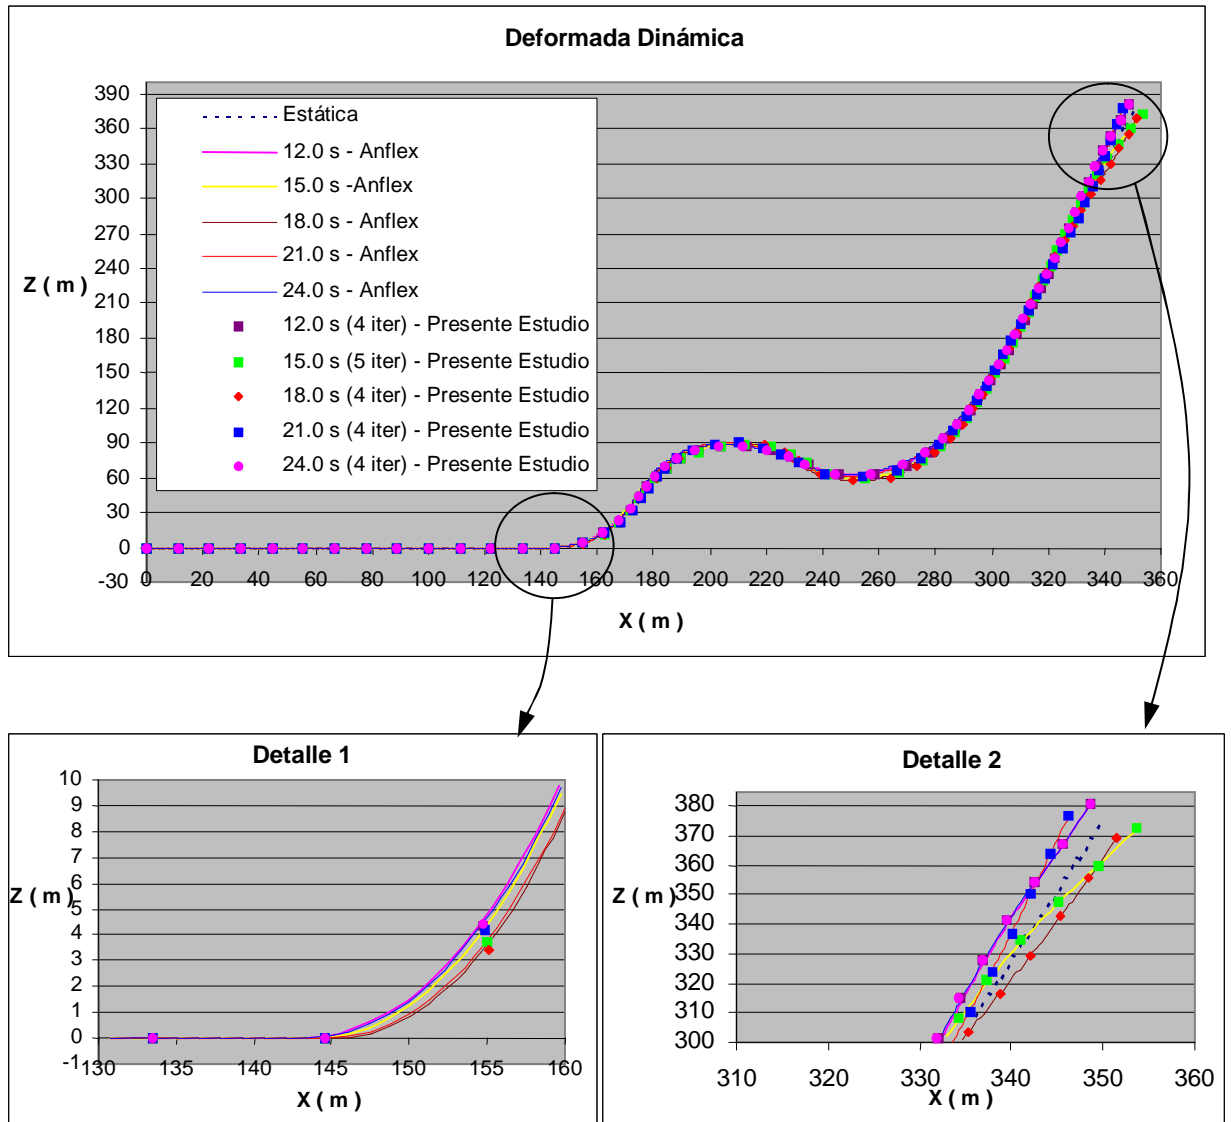 Deformada Dinámica
390
360
330
300
270
240
210
180
150
120
90
60
30
0
-30
Z ( m )
Estática
12.0 s - Anflex
15.0 s -Anflex
18.0 s - Anflex
21.0 s - Anflex
24.0 s - Anflex
12.0 s (4 iter) - Presente Estudio
15.0 s (5 iter) - Presente Estudio
18.0 s (4 iter) - Presente Estudio
21.0 s (4 iter) - Presente Estudio
24.0 s (4 iter) - Presente Estudio
0 20 40 60 80 100 120 140 160 180 200 220 240 260 280 300 320 340 360
X ( m )
Detalle 1
10
9
8
7
6
5
4
3
2
1
0
-1
Z ( m )
130 135 140 145 150 155 160
X ( m )
Detalle 2
380
370
360
350
340
330
320
310
300
Z ( m )
310 320 330 340 350 360
X ( m )